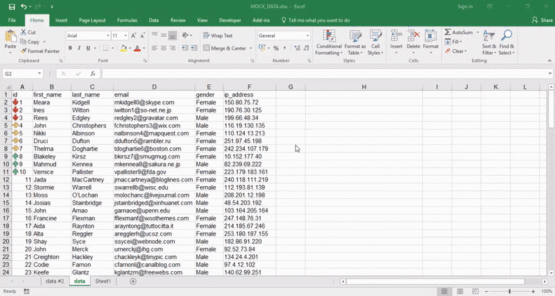 MOCK_DATA.xlsx - Excel
Sign in
File Home Insert Page Layout Formulas Data Review Developer Add-ins Tell me what you want to do
Share
Cut
Copy
Format Painter
Paste
Clipboard
Arial 11
Font
Wrap Text
Merge & Center
Alignment
General
Number
Conditional Formatting
Format as Table
Cell Styles
Styles
Insert Delete Format
Cells
AutoSum
Fill
Clear
Sort & Filter
Find & Select
Editing
G2
A B C D E F G H I J K L
1 id first_name last_name email gender ip_address
2 1 Meara Kidgell mkidgell0@skype.com Female 150.80.75.72
3 2 Ines Witton iwitton1@so-net.ne.jp Female 190.76.30.125
4 3 Rees Edgley redgley2@gravatar.com Male 199.66.48.34
5 4 John Christophers fchristophers3@wix.com Male 116.19.130.135
6 5 Nikki Albinson nalbinson4@mapquest.com Female 110.124.13.213
7 6 Druci Dufton ddufton5@rambler.ru Female 251.97.45.198
8 7 Thelma Dogharte tdogharte6@boston.com Female 242.234.107.179
9 8 Blakeley Kirsz bkirsz7@smugmug.com Female 10.152.177.40
10 9 Mahmud Kennea mkennea8@sakura.ne.jp Male 82.239.69.222
11 10 Vernice Pallister vpallister9@fda.gov Female 223.179.183.161
12 11 Jada MacCartney jmaccartneya@bloglines.com Female 240.118.111.219
13 12 Stormie Warrell swarrellb@wisc.edu Female 112.193.81.139
14 13 Moss O'Lochan molochanc@livejournal.com Male 208.201.12.198
15 14 Josias Stanbridge jstanbridged@xinhuanet.com Male 48.54.203.192
16 15 John Amao gamaoe@upenn.edu Male 103.164.205.164
17 16 Francine Flexman fflexmanf@woothemes.com Female 247.148.76.31
18 17 Aida Raynton arayntong@tuttocitta.it Female 214.185.67.246
19 18 Alta Reggler aregglerh@ucoz.com Female 253.180.187.155
20 19 Shay Syce ssycei@webnode.com Male 182.86.91.220
21 20 John Merck umerckj@ihg.com Female 92.52.73.84
22 21 Creighton Hackley chackleyk@tinypic.com Male 134.24.4.201
23 22 Codie Farnon cfarnonl@canalblog.com Male 97.4.12.102
24 23 Keefe Glantz kglantzm@freewebs.com Male 140.62.99.251
data #2 data Sheet1
Ready
100%